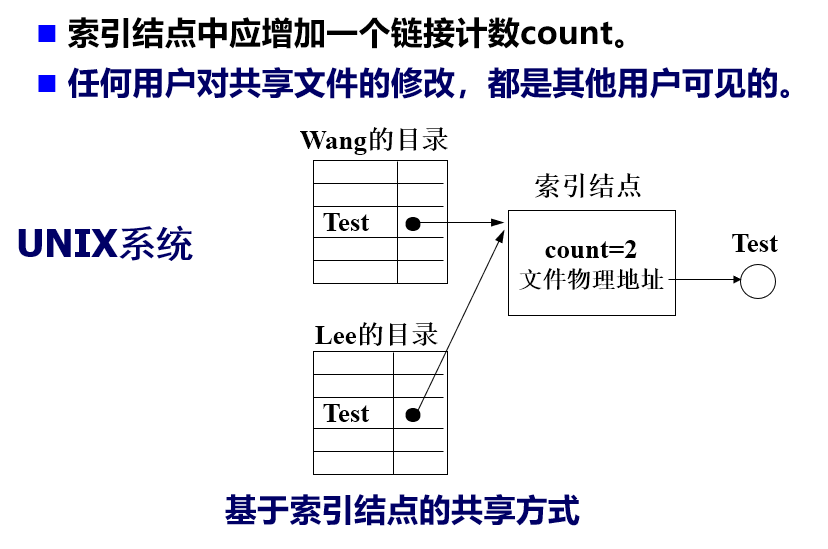 索引结点中应增加一个链接计数count。
任何用户对共享文件的修改，都是其他用户可见的。
Wang的目录
索引结点
Test
UNIX系统
count=2
文件物理地址
Test
Lee的目录
Test
基于索引结点的共享方式